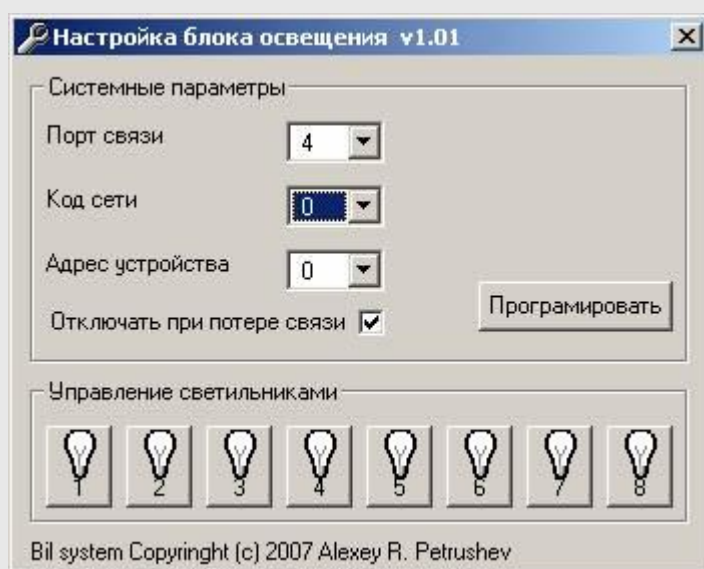 Настройка блока освещения v1.01
Системные параметры
Порт связи 4
Код сети 0
Адрес устройства 0
Отключать при потере связи
Програмировать
Управление светильниками
1 2 3 4 5 6 7 8
Bil system Copyringht (c) 2007 Alexey R. Petrushev